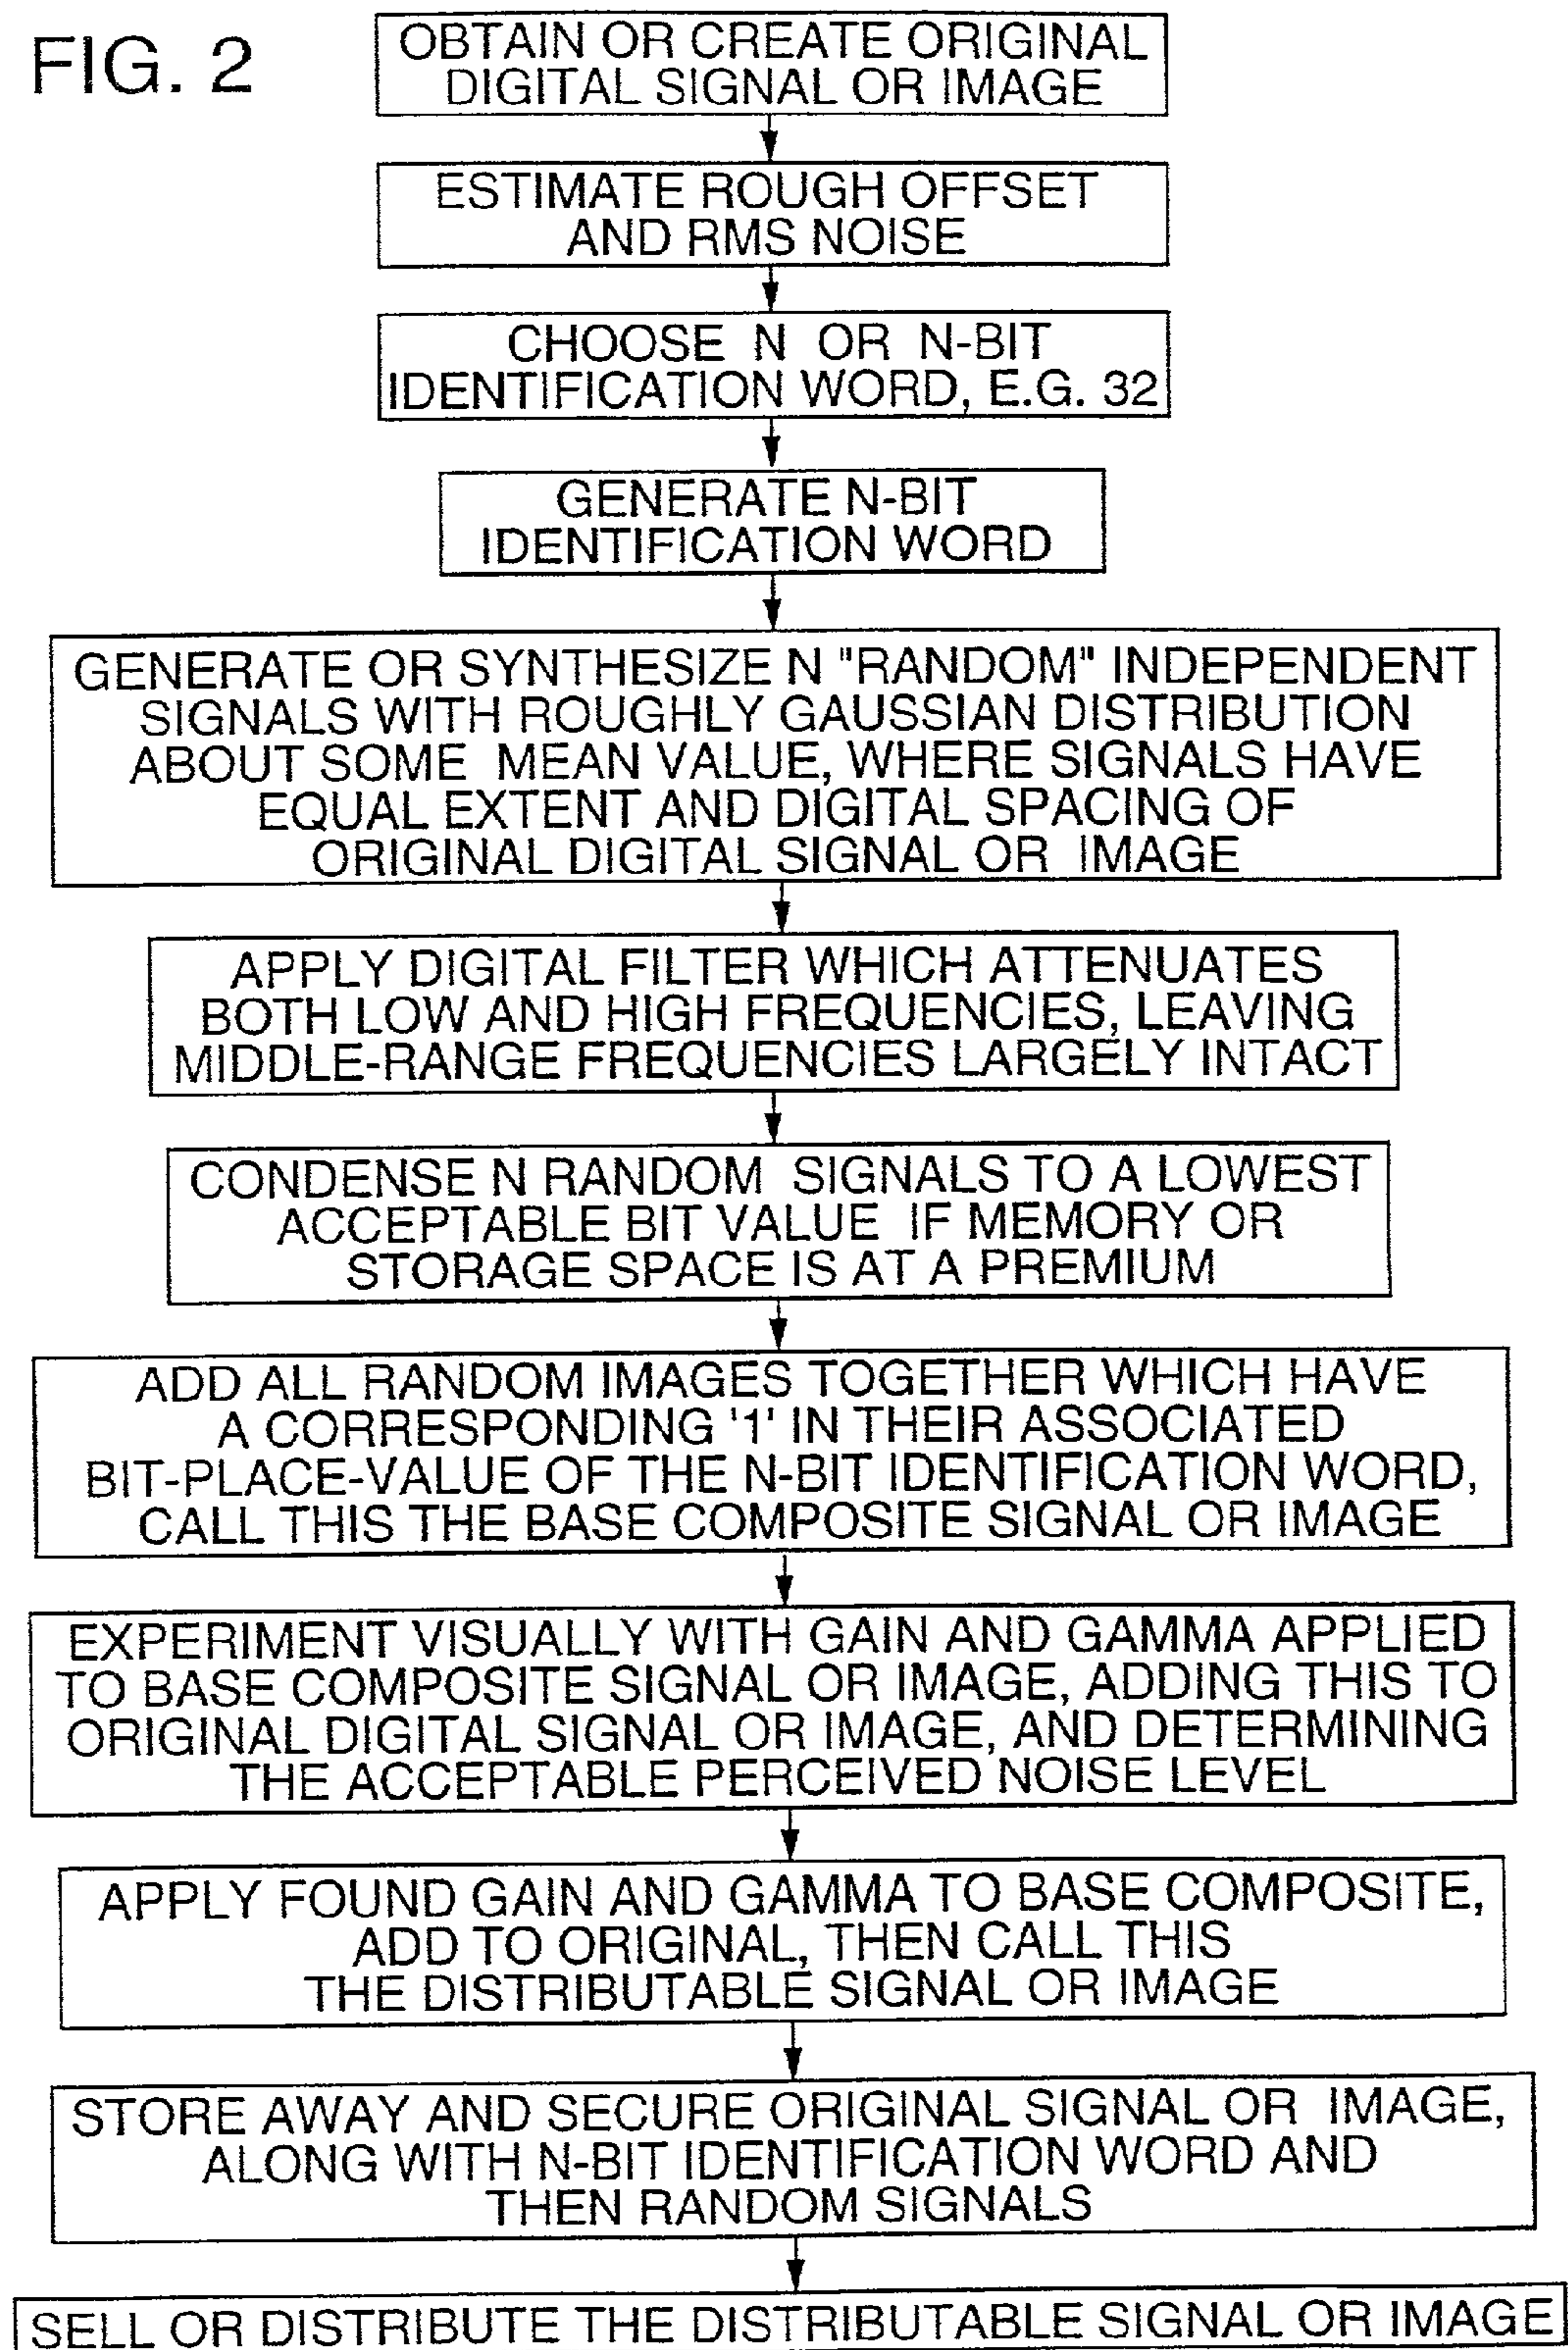 FIG. 2
OBTAIN OR CREATE ORIGINAL
DIGITAL SIGNAL OR IMAGE
ESTIMATE ROUGH OFFSET
AND RMS NOISE
CHOOSE N OR N-BIT
IDENTIFICATION WORD, E.G. 32
GENERATE N-BIT
IDENTIFICATION WORD
GENERATE OR SYNTHESIZE N "RANDOM" INDEPENDENT
SIGNALS WITH ROUGHLY GAUSSIAN DISTRIBUTION
ABOUT SOME MEAN VALUE, WHERE SIGNALS HAVE
EQUAL EXTENT AND DIGITAL SPACING OF
ORIGINAL DIGITAL SIGNAL OR IMAGE
APPLY DIGITAL FILTER WHICH ATTENUATES
BOTH LOW AND HIGH FREQUENCIES, LEAVING
MIDDLE-RANGE FREQUENCIES LARGELY INTACT
CONDENSE N RANDOM SIGNALS TO A LOWEST
ACCEPTABLE BIT VALUE IF MEMORY OR
STORAGE SPACE IS AT A PREMIUM
ADD ALL RANDOM IMAGES TOGETHER WHICH HAVE
A CORRESPONDING '1' IN THEIR ASSOCIATED
BIT-PLACE-VALUE OF THE N-BIT IDENTIFICATION WORD,
CALL THIS THE BASE COMPOSITE SIGNAL OR IMAGE
EXPERIMENT VISUALLY WITH GAIN AND GAMMA APPLIED
TO BASE COMPOSITE SIGNAL OR IMAGE, ADDING THIS TO
ORIGINAL DIGITAL SIGNAL OR IMAGE, AND DETERMINING
THE ACCEPTABLE PERCEIVED NOISE LEVEL
APPLY FOUND GAIN AND GAMMA TO BASE COMPOSITE,
ADD TO ORIGINAL, THEN CALL THIS
THE DISTRIBUTABLE SIGNAL OR IMAGE
STORE AWAY AND SECURE ORIGINAL SIGNAL OR IMAGE,
ALONG WITH N-BIT IDENTIFICATION WORD AND
THEN RANDOM SIGNALS
SELL OR DISTRIBUTE THE DISTRIBUTABLE SIGNAL OR IMAGE